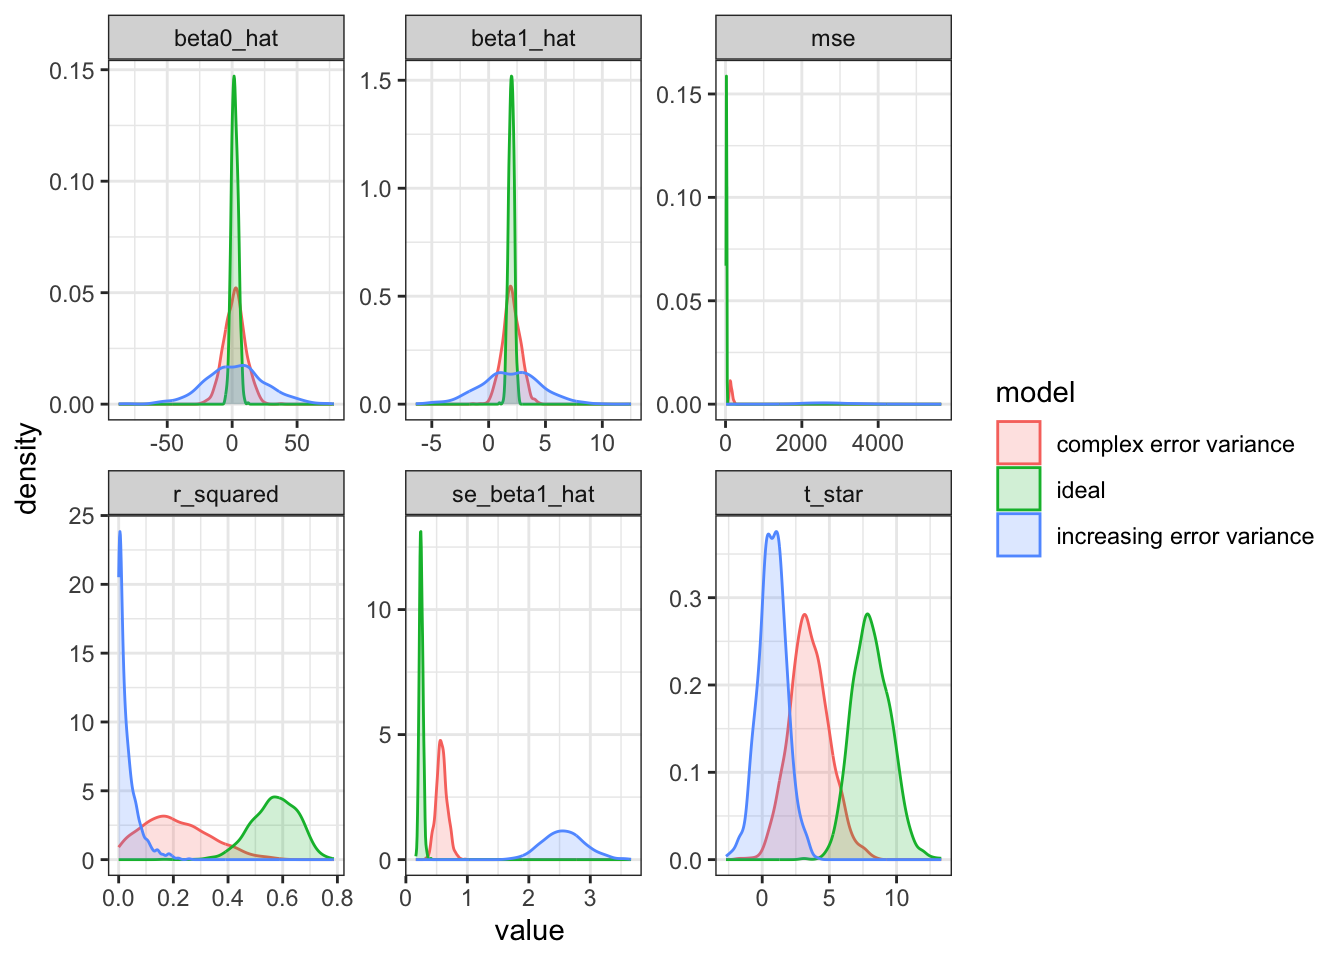 beta0_hat
beta1_hat
mse
0.15
0.10
0.05
0.00
-50 0 50
1.5
1.0
0.5
0.0
-5 0 5 10
0.15
0.10
0.05
0.00
0 2000 4000
r_squared
se_beta1_hat
t_star
25
20
15
10
5
0
0.0 0.2 0.4 0.6 0.8
10
5
0
0 1 2 3
0.3
0.2
0.1
0.0
0 5 10
density
value
model
complex error variance
ideal
increasing error variance